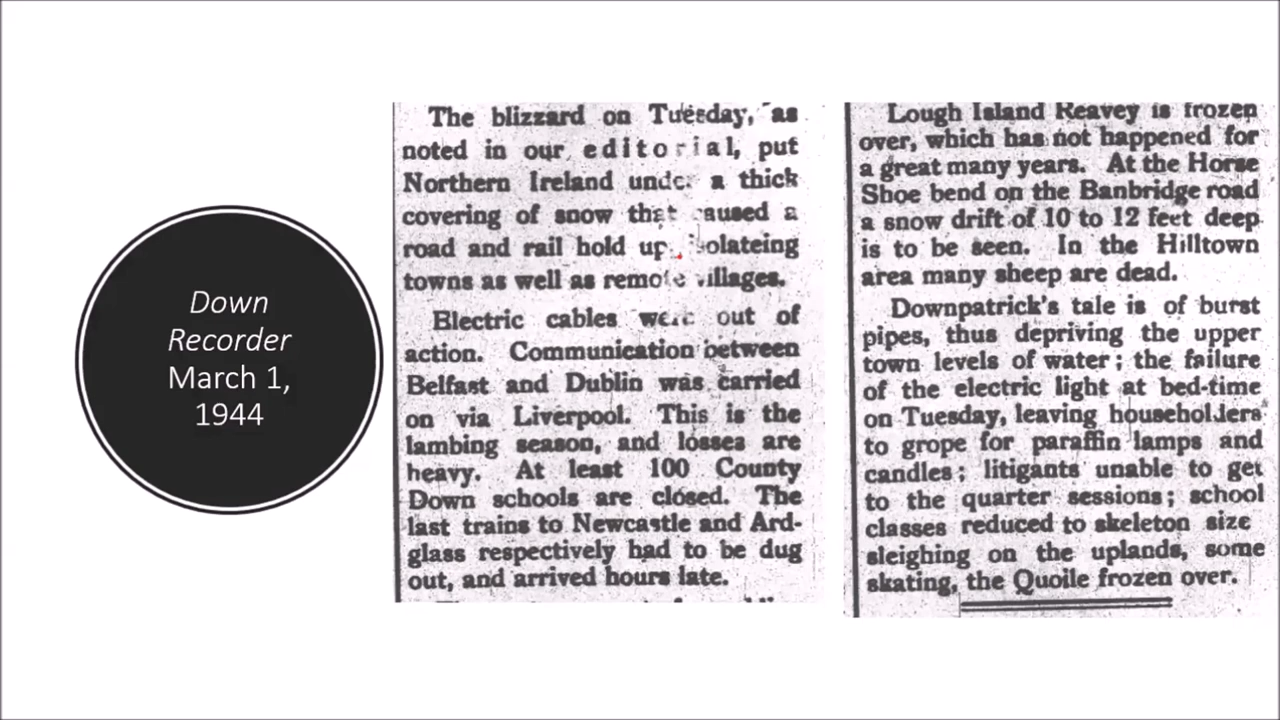 Down
Recorder
March 1,
1944
The blizzard on Tuesday, as
noted in our editorial, put
Northern Ireland under a thick
covering of snow that caused a
road and rail hold up, isolateing
towns as well as remote villages.
Electric cables were out of
action. Communication between
Belfast and Dublin was carried
on via Liverpool. This is the
lambing season, and losses are
heavy. At least 100 County
Down schools are closed. The
last trains to Newcastle and Ard-
glass respectively had to be dug
out, and arrived hours late.
Lough Island Reavey is frozen
over, which has not happened for
a great many years. At the Horse
Shoe bend on the Banbridge road
a snow drift of 10 to 12 feet deep
is to be seen. In the Hilltown
area many sheep are dead.
Downpatrick's tale is of burst
pipes, thus depriving the upper
town levels of water; the failure
of the electric light at bed-time
on Tuesday, leaving householders
to grope for paraffin lamps and
candles; litigants unable to get
to the quarter sessions; school
classes reduced to skeleton size
sleighing on the uplands, some
skating, the Quoile frozen over.